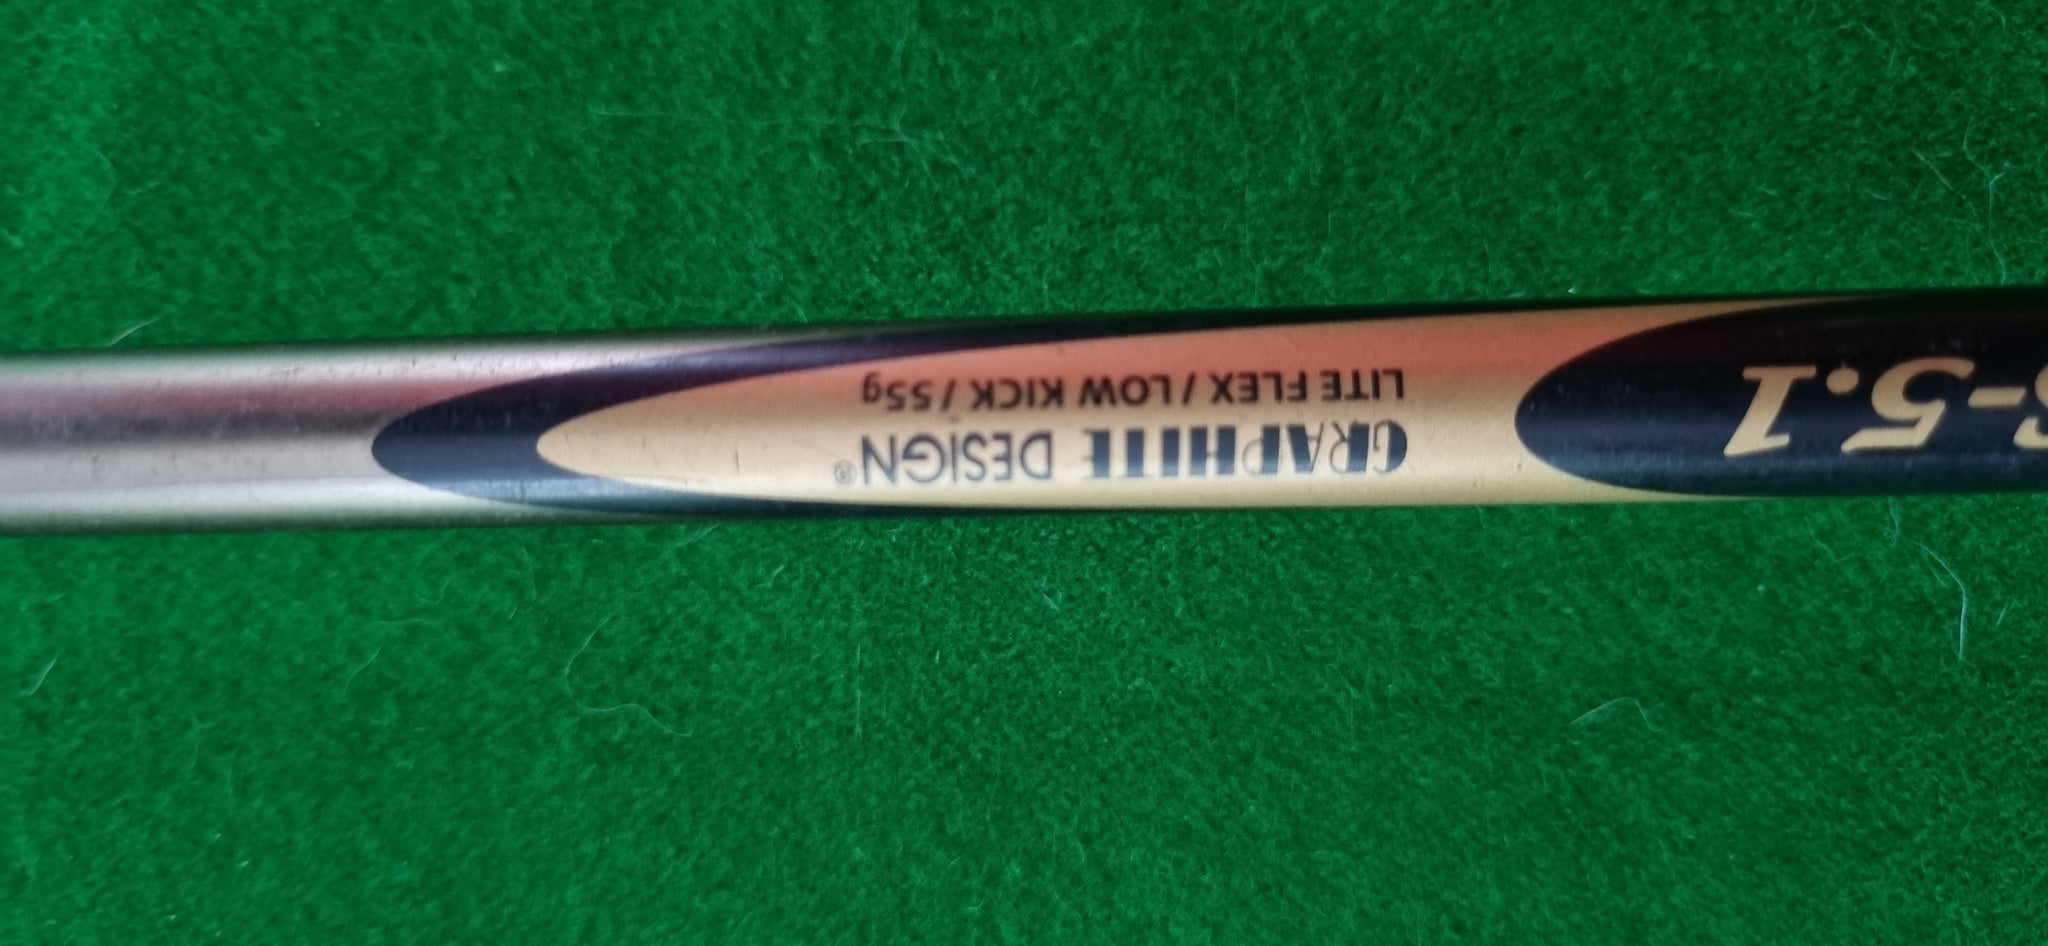 -5.1
GRAPHITE DESIGN®
LITE FLEX / LOW KICK / 55g